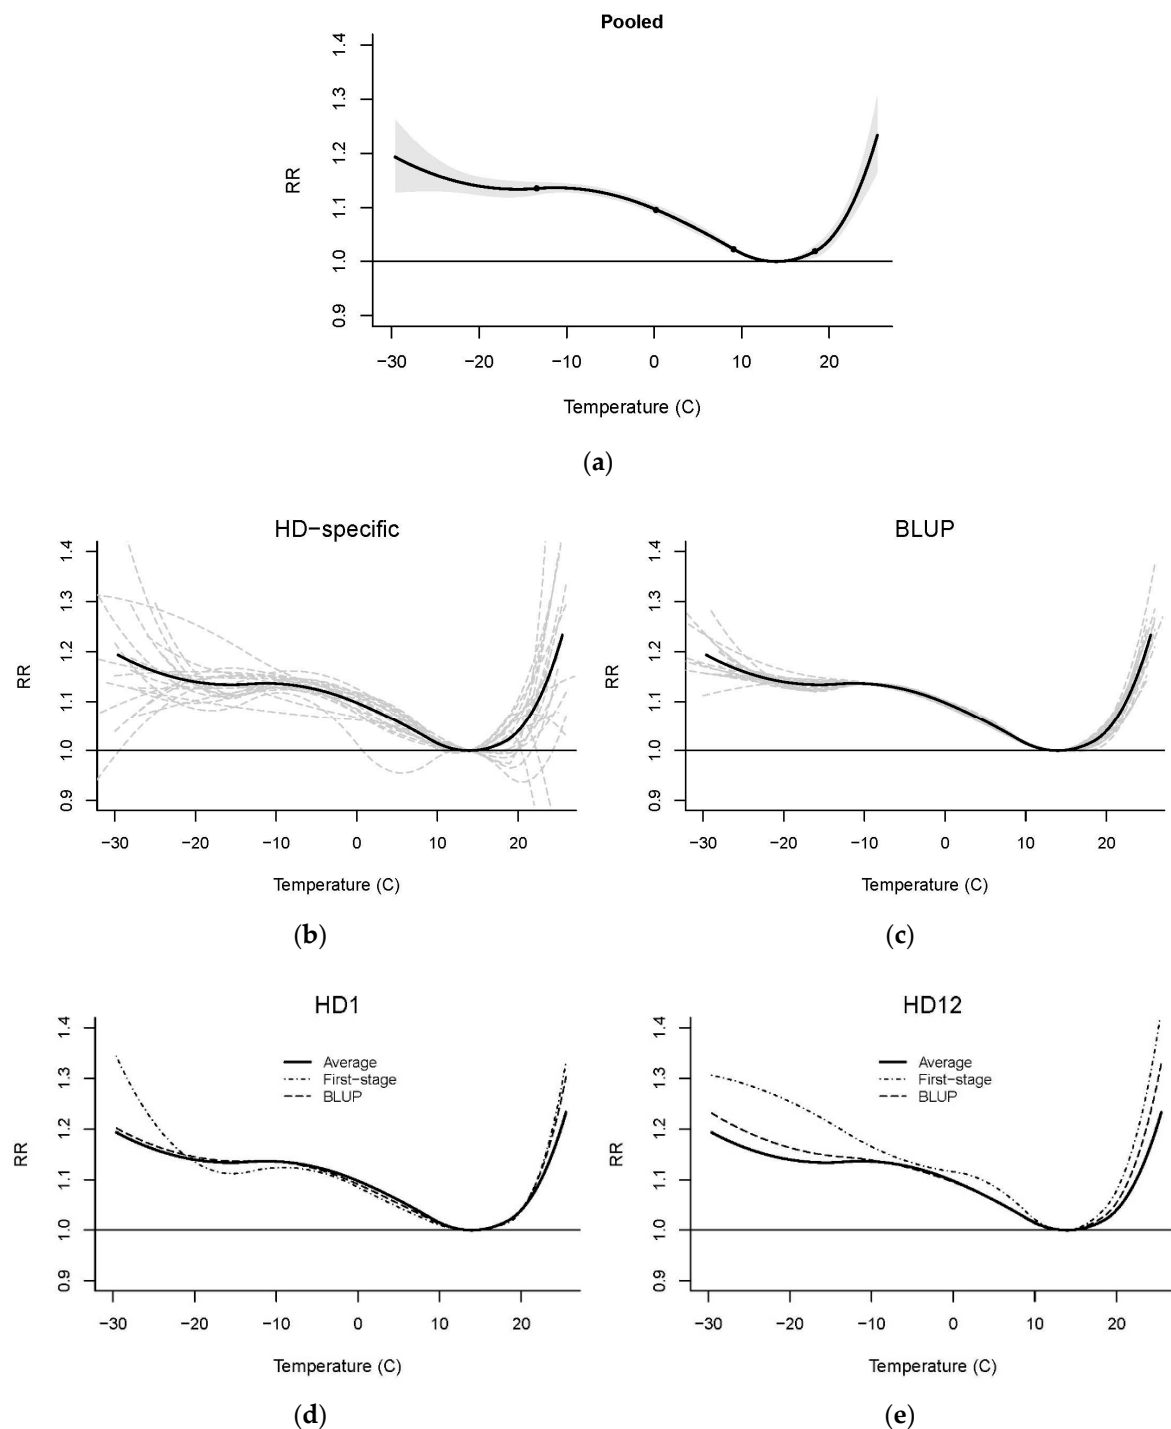 Pooled
RR
1.4
1.3
1.2
1.1
1.0
0.9
−30 −20 −10 0 10 20
Temperature (C)
(a)
HD−specific
RR
1.4
1.3
1.2
1.1
1.0
0.9
−30 −20 −10 0 10 20
Temperature (C)
(b)
BLUP
RR
1.4
1.3
1.2
1.1
1.0
0.9
−30 −20 −10 0 10 20
Temperature (C)
(c)
HD1
RR
1.4
1.3
1.2
1.1
1.0
0.9
Average
First−stage
BLUP
−30 −20 −10 0 10 20
Temperature (C)
(d)
HD12
RR
1.4
1.3
1.2
1.1
1.0
0.9
Average
First−stage
BLUP
−30 −20 −10 0 10 20
Temperature (C)
(e)